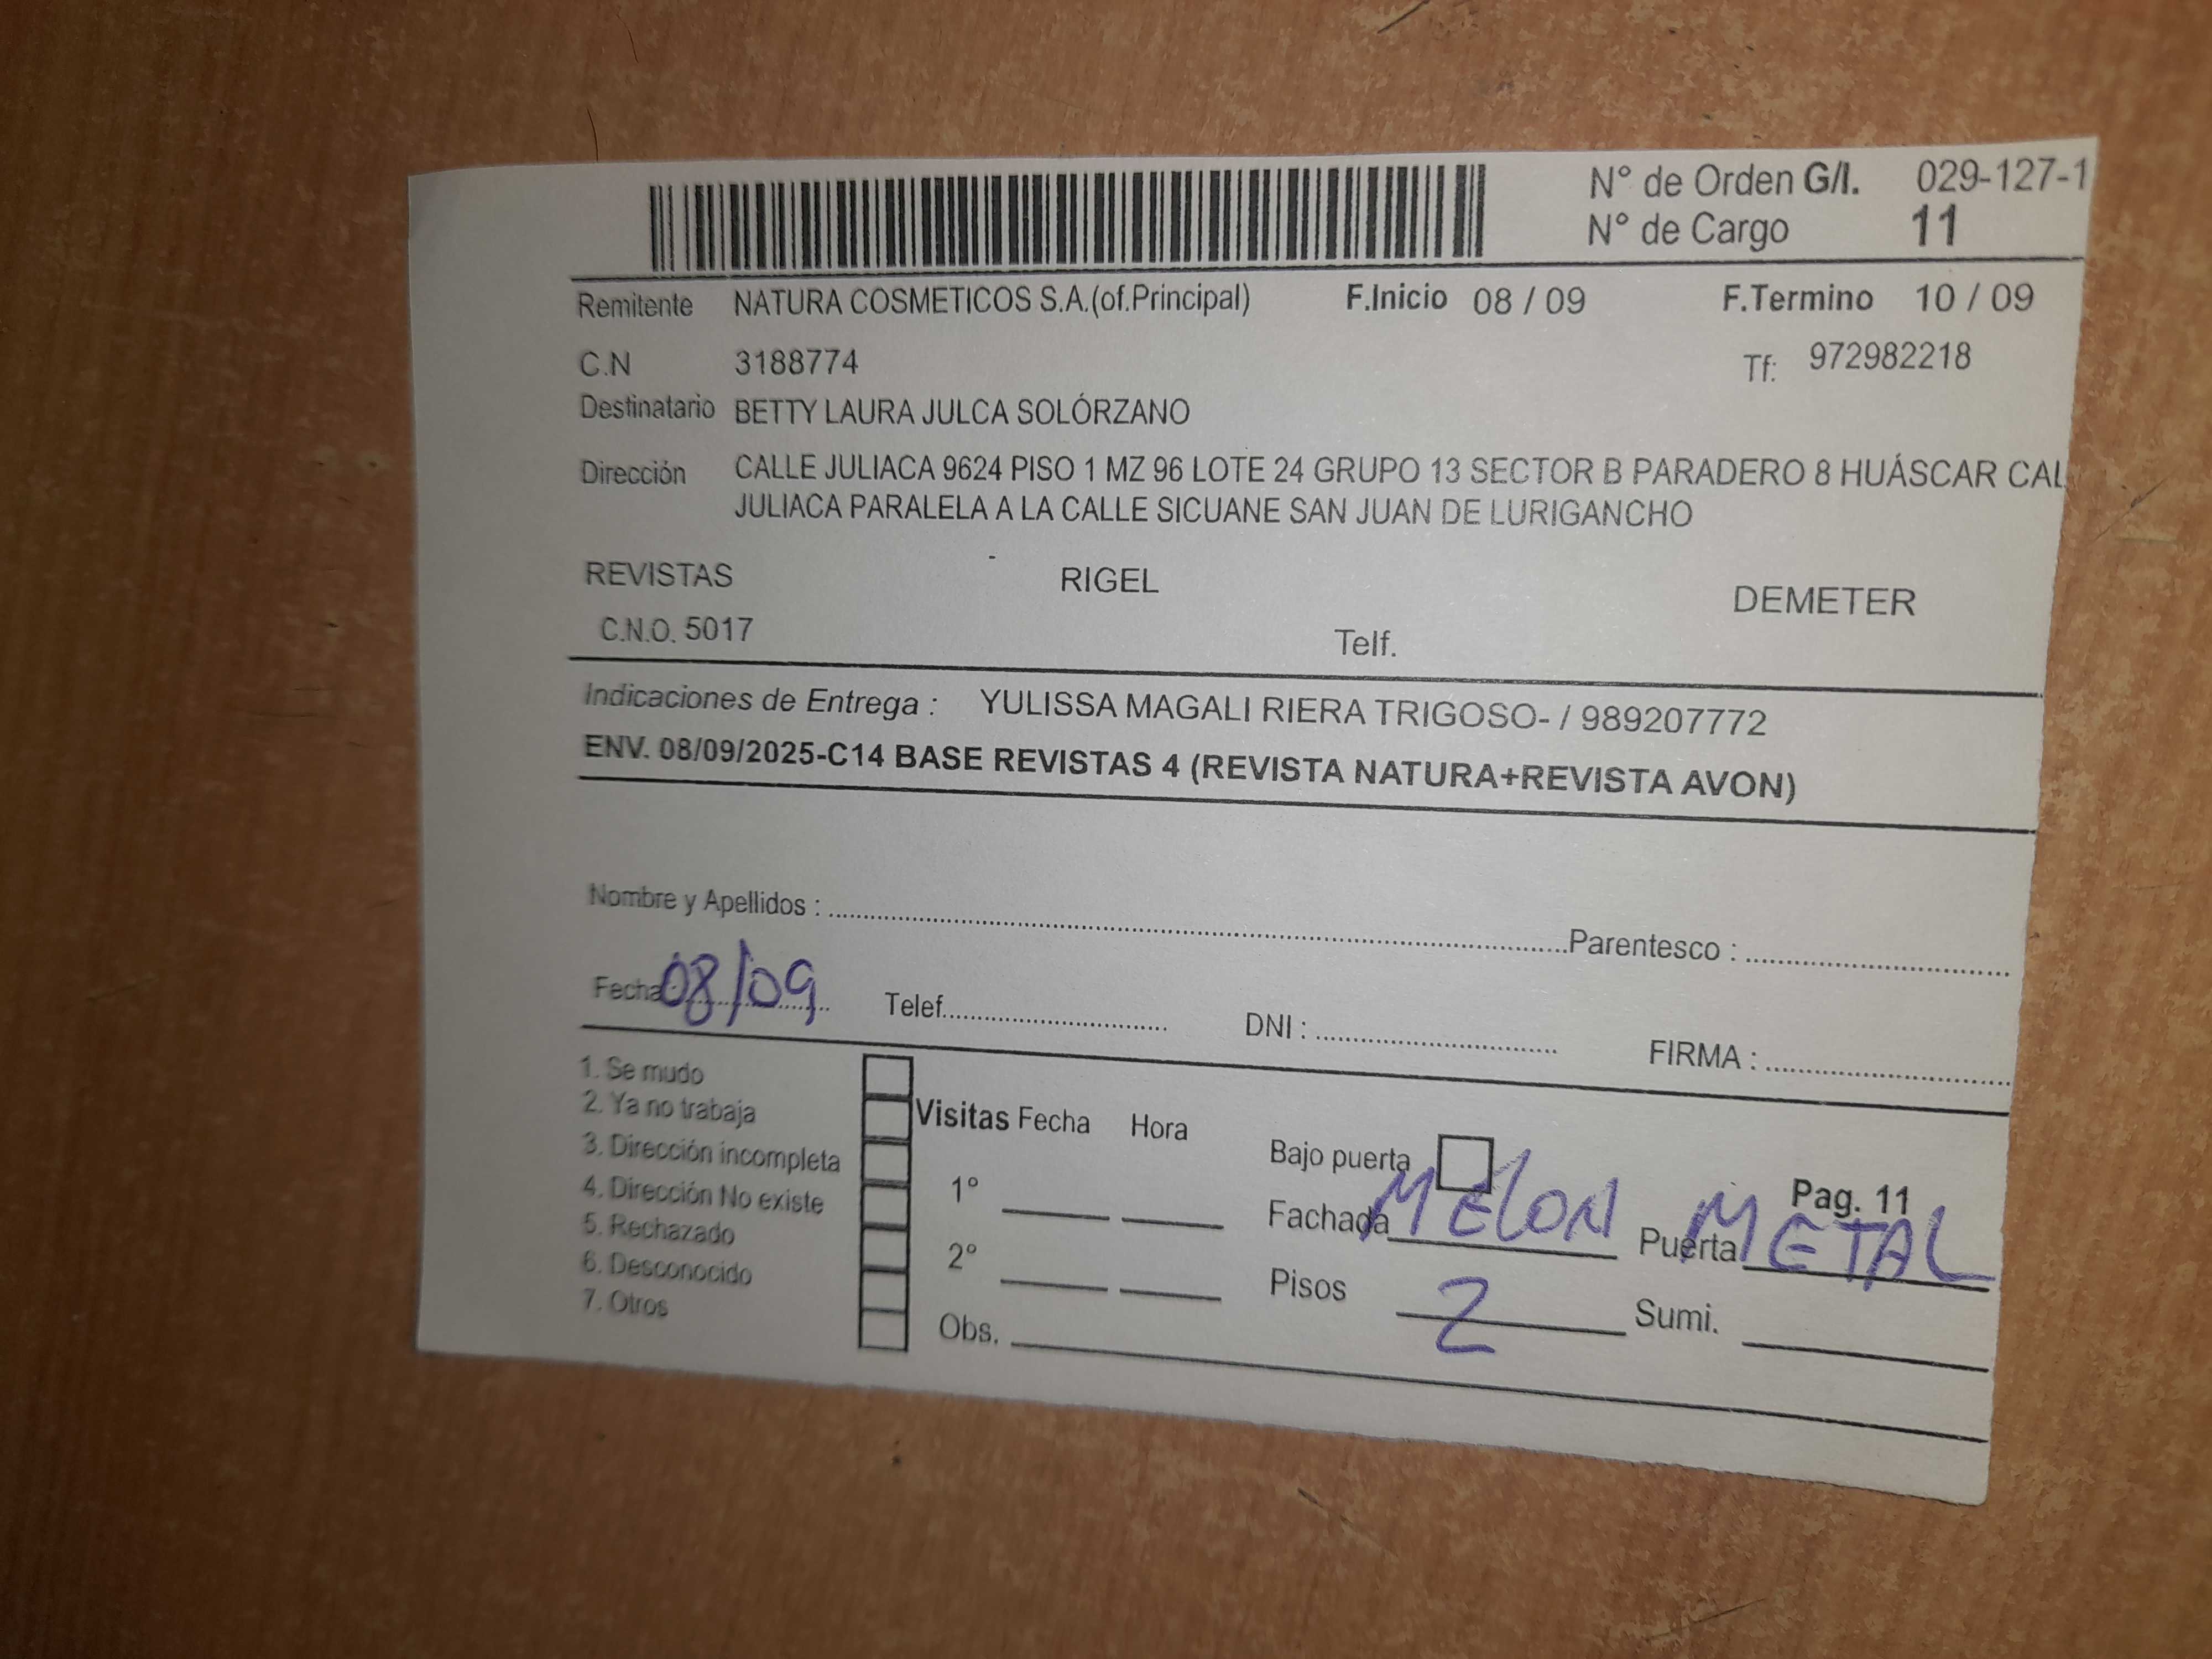 N° de Orden G/I. 029-127-1
N° de Cargo 11
Remitente NATURA COSMETICOS S.A.(of.Principal) F.Inicio 08 / 09 F.Termino 10 / 09
C.N 3188774 Tf: 972982218
Destinatario BETTY LAURA JULCA SOLÓRZANO
Dirección CALLE JULIACA 9624 PISO 1 MZ 96 LOTE 24 GRUPO 13 SECTOR B PARADERO 8 HUÁSCAR CAL
JULIACA PARALELA A LA CALLE SICUANE SAN JUAN DE LURIGANCHO
REVISTAS RIGEL DEMETER
C.N.O. 5017 Telf.
Indicaciones de Entrega : YULISSA MAGALI RIERA TRIGOSO- / 989207772
ENV. 08/09/2025-C14 BASE REVISTAS 4 (REVISTA NATURA+REVISTA AVON)
Nombre y Apellidos : Parentesco :
Fecha : 08/09 Telef. DNI : FIRMA :
1. Se mudo
2. Ya no trabaja
3. Dirección incompleta
4. Dirección No existe
5. Rechazado
6. Desconocido
7. Otros
Visitas Fecha Hora
1°
2°
Obs.
Bajo puerta Pag. 11
Fachada MELON Puerta METAL
Pisos 2 Sumi.